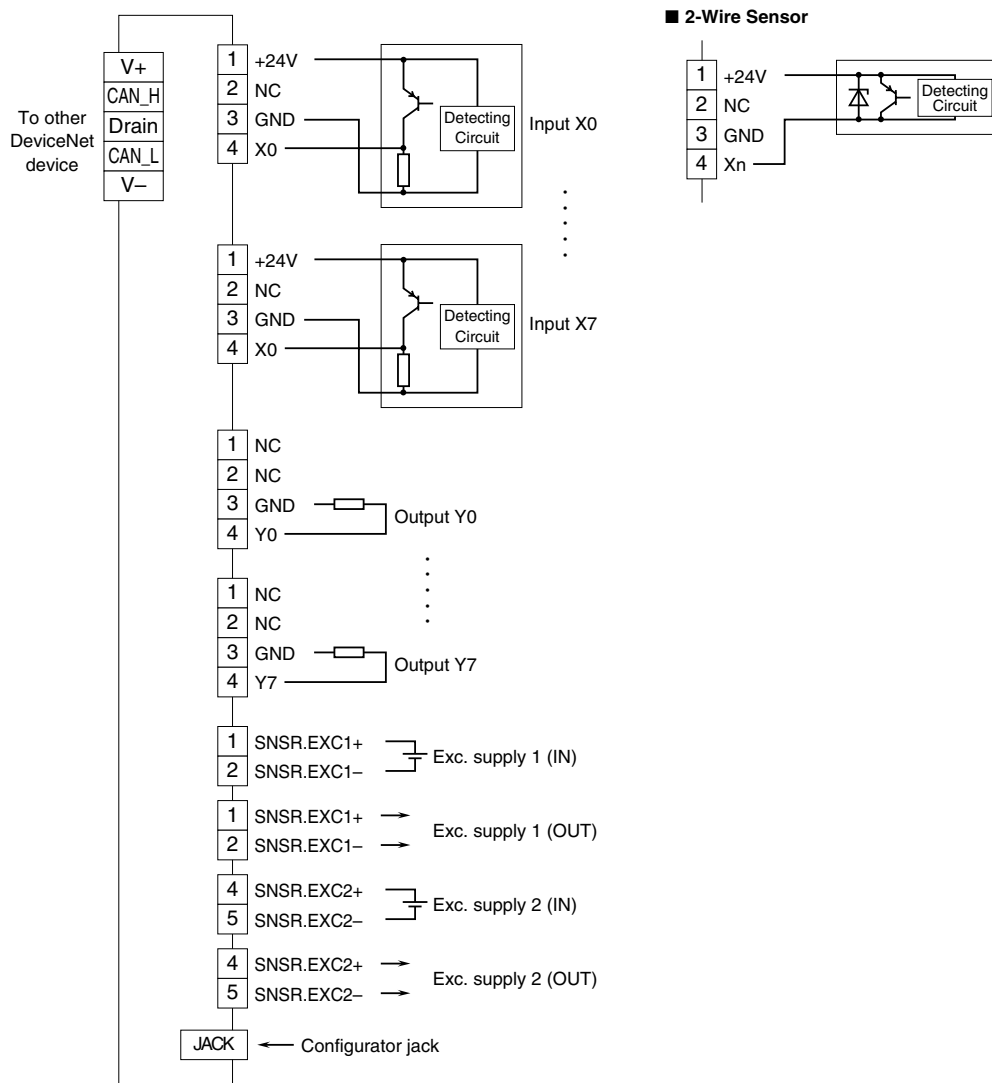 To other
DeviceNet
device
V+
CAN_H
Drain
CAN_L
V–
1 +24V
2 NC
3 GND
4 X0
Detecting
Circuit
Input X0
1 +24V
2 NC
3 GND
4 X0
Detecting
Circuit
Input X7
1 NC
2 NC
3 GND
4 Y0
Output Y0
1 NC
2 NC
3 GND
4 Y7
Output Y7
1 SNSR.EXC1+
2 SNSR.EXC1–
Exc. supply 1 (IN)
1 SNSR.EXC1+
2 SNSR.EXC1–
Exc. supply 1 (OUT)
4 SNSR.EXC2+
5 SNSR.EXC2–
Exc. supply 2 (IN)
4 SNSR.EXC2+
5 SNSR.EXC2–
Exc. supply 2 (OUT)
JACK
Configurator jack
■ 2-Wire Sensor
1 +24V
2 NC
3 GND
4 Xn
Detecting
Circuit